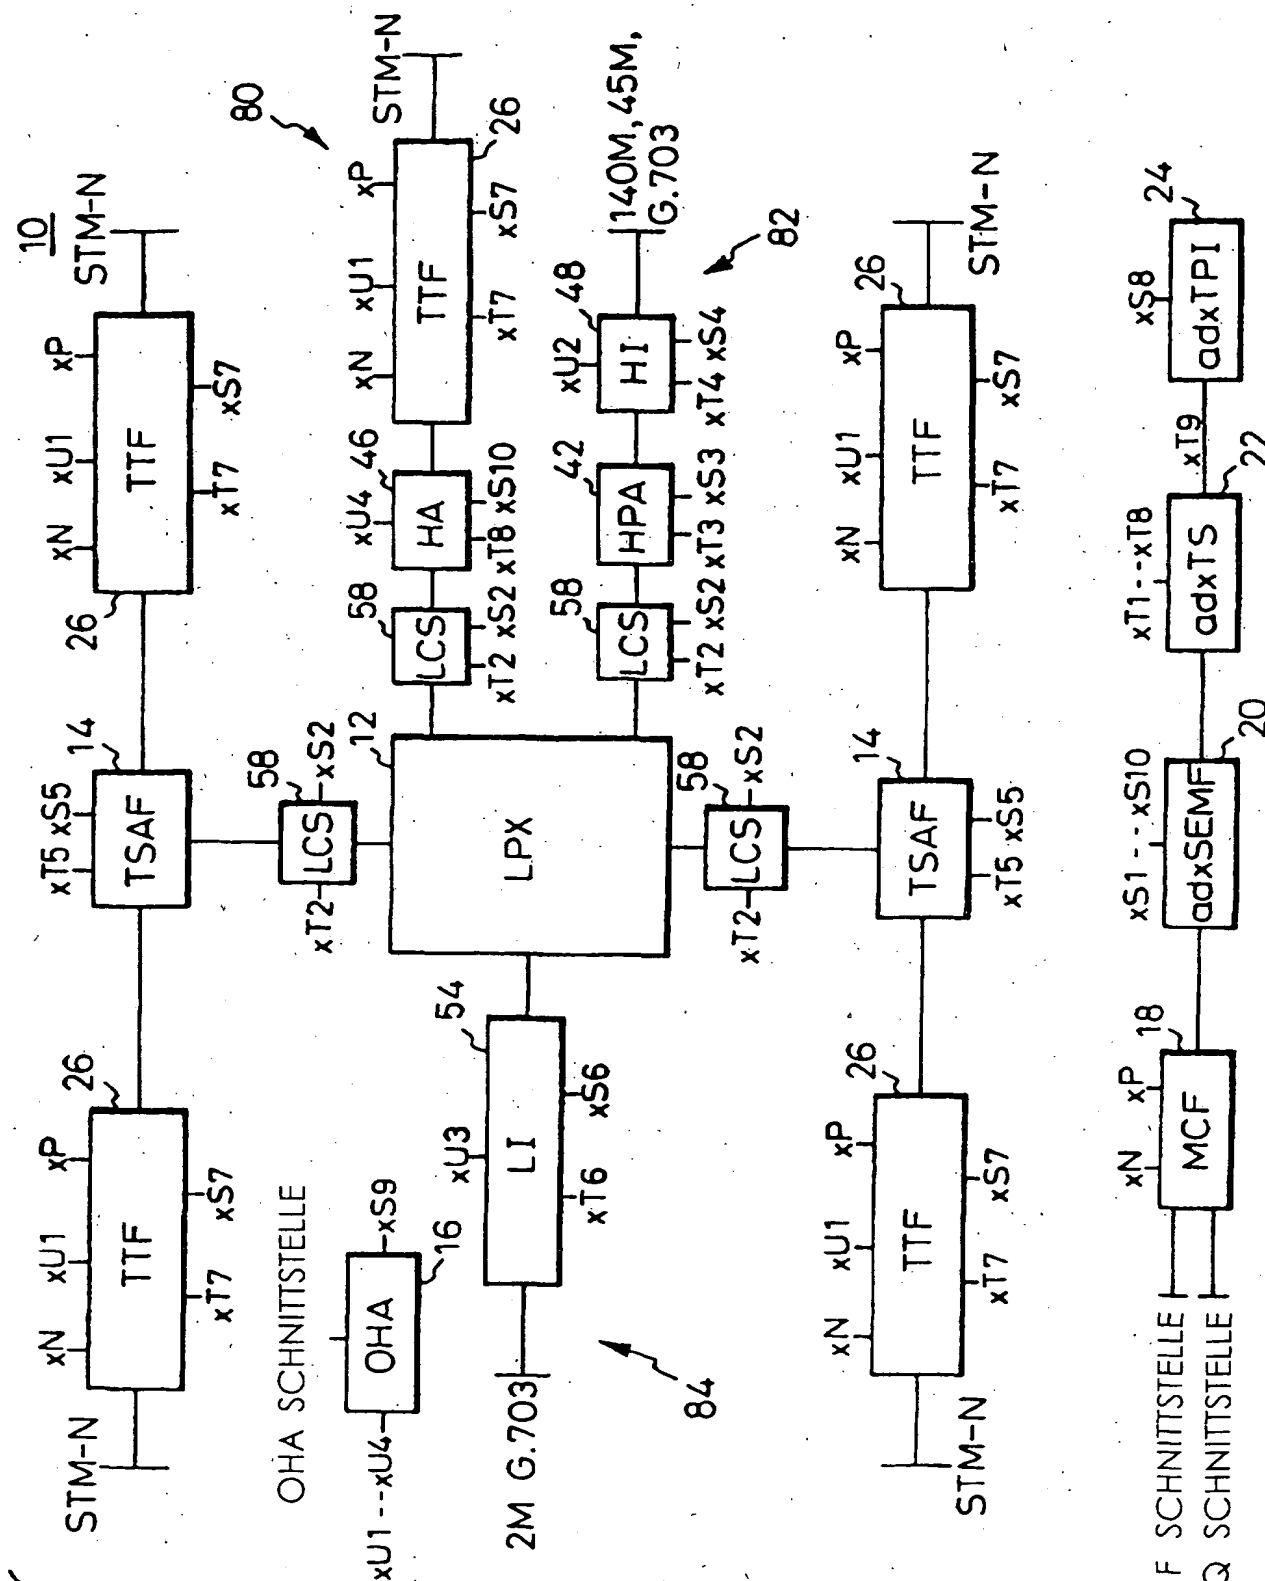 10
STM-N
xN
xU1
xP
26
TTF
xT7
xS7
xT5 xS5
14
TSAF
xN
xU1
xP
26
TTF
xT7
xS7
STM-N
OHA SCHNITTSTELLE
xU1--xU4
OHA
xS9
16
xT2
LCS
58
xS2
80
12
LPX
58
LCS
xT2 xS2
xU4
46
HA
xT8 xS10
xN
xU1
xP
TTF
26
xT7
xS7
STM-N
2M G.703
xU3
54
LI
xT6
xS6
84
58
LCS
xT2 xS2
42
HPA
xT3 xS3
xU2
48
HI
xT4 xS4
140M, 45M,
G.703
82
xT2
LCS
58
xS2
STM-N
xN
xU1
xP
26
TTF
xT7
xS7
14
TSAF
xT5 xS5
xN
xU1
xP
26
TTF
xT7
xS7
STM-N
F SCHNITTSTELLE
Q SCHNITTSTELLE
xN
xP
18
MCF
xS1---xS10
adxSEMF
20
xT1--xT8
adxTS
22
xT9
xS8
adxTPI
24